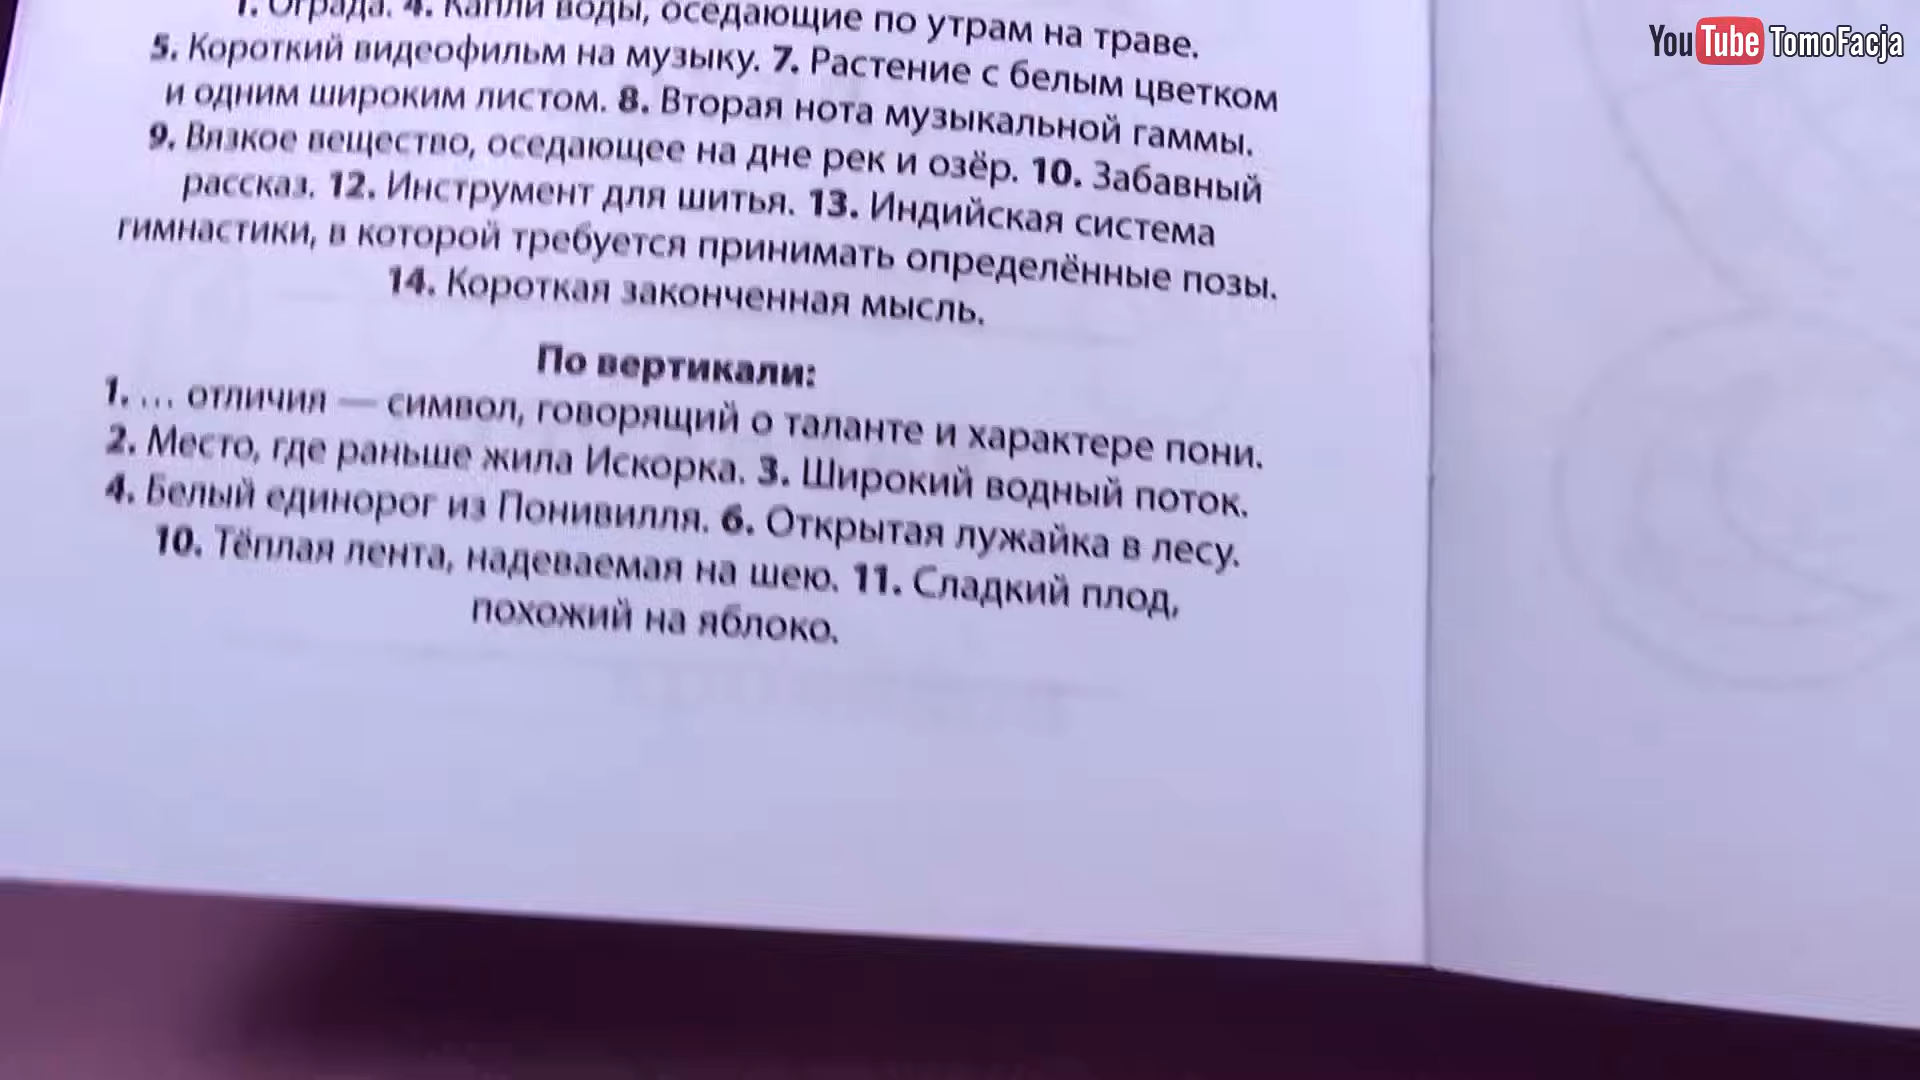 1. Ограда. 4. Капли воды, оседающие по утрам на траве.
5. Короткий видеофильм на музыку. 7. Растение с белым цветком
и одним широким листом. 8. Вторая нота музыкальной гаммы.
9. Вязкое вещество, оседающее на дне рек и озёр. 10. Забавный
рассказ. 12. Инструмент для шитья. 13. Индийская система
гимнастики, в которой требуется принимать определённые позы.
14. Короткая законченная мысль.
По вертикали:
1. ... отличия — символ, говорящий о таланте и характере пони.
2. Место, где раньше жила Искорка. 3. Широкий водный поток.
4. Белый единорог из Понивилля. 6. Открытая лужайка в лесу.
10. Тёплая лента, надеваемая на шею. 11. Сладкий плод,
похожий на яблоко.
YouTube TomoFacja